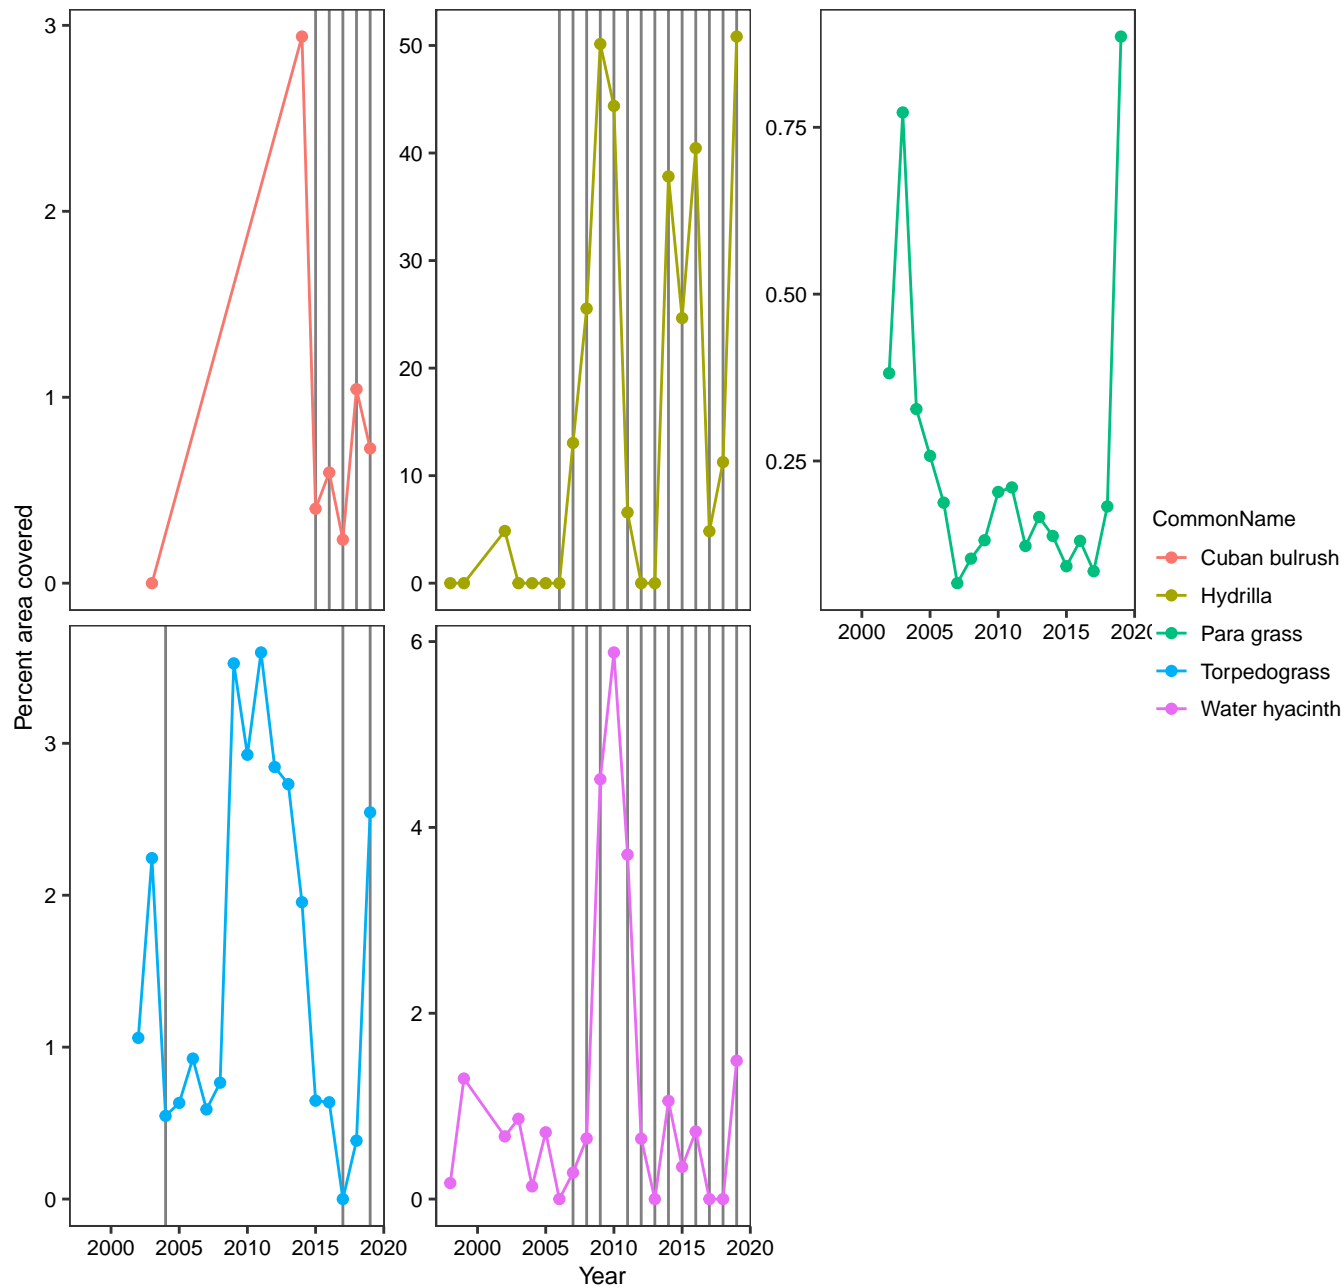 3
2
1
0
50
40
30
20
10
0
0.75
0.50
0.25
2000 2005 2010 2015 2020
Percent area covered
3
2
1
0
2000 2005 2010 2015 2020
6
4
2
0
2000 2005 2010 2015 2020
Year
CommonName
Cuban bulrush
Hydrilla
Para grass
Torpedograss
Water hyacinth